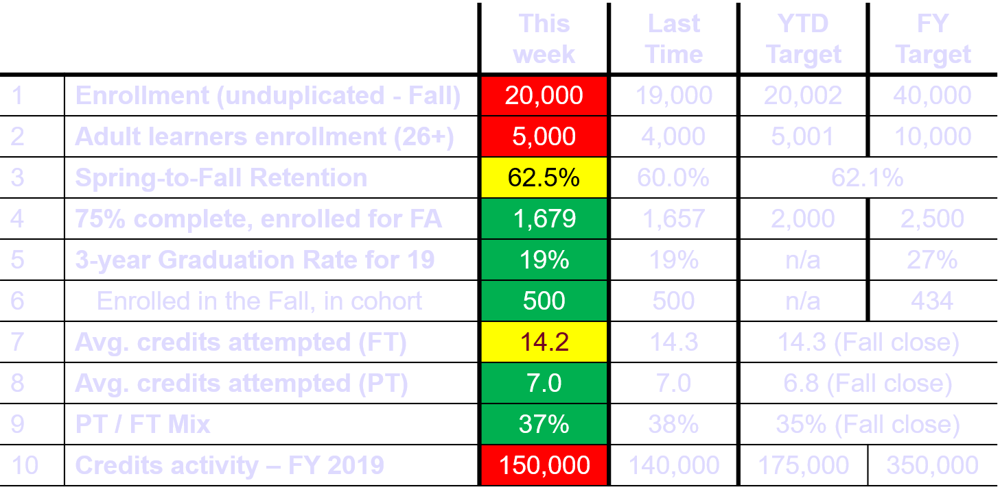 This week Last Time YTD Target FY Target
1 Enrollment (unduplicated - Fall) 20,000 19,000 20,002 40,000
2 Adult learners enrollment (26+) 5,000 4,000 5,001 10,000
3 Spring-to-Fall Retention 62.5% 60.0% 62.1%
4 75% complete, enrolled for FA 1,679 1,657 2,000 2,500
5 3-year Graduation Rate for 19 19% 19% n/a 27%
6 Enrolled in the Fall, in cohort 500 500 n/a 434
7 Avg. credits attempted (FT) 14.2 14.3 14.3 (Fall close)
8 Avg. credits attempted (PT) 7.0 7.0 6.8 (Fall close)
9 PT / FT Mix 37% 38% 35% (Fall close)
10 Credits activity – FY 2019 150,000 140,000 175,000 350,000